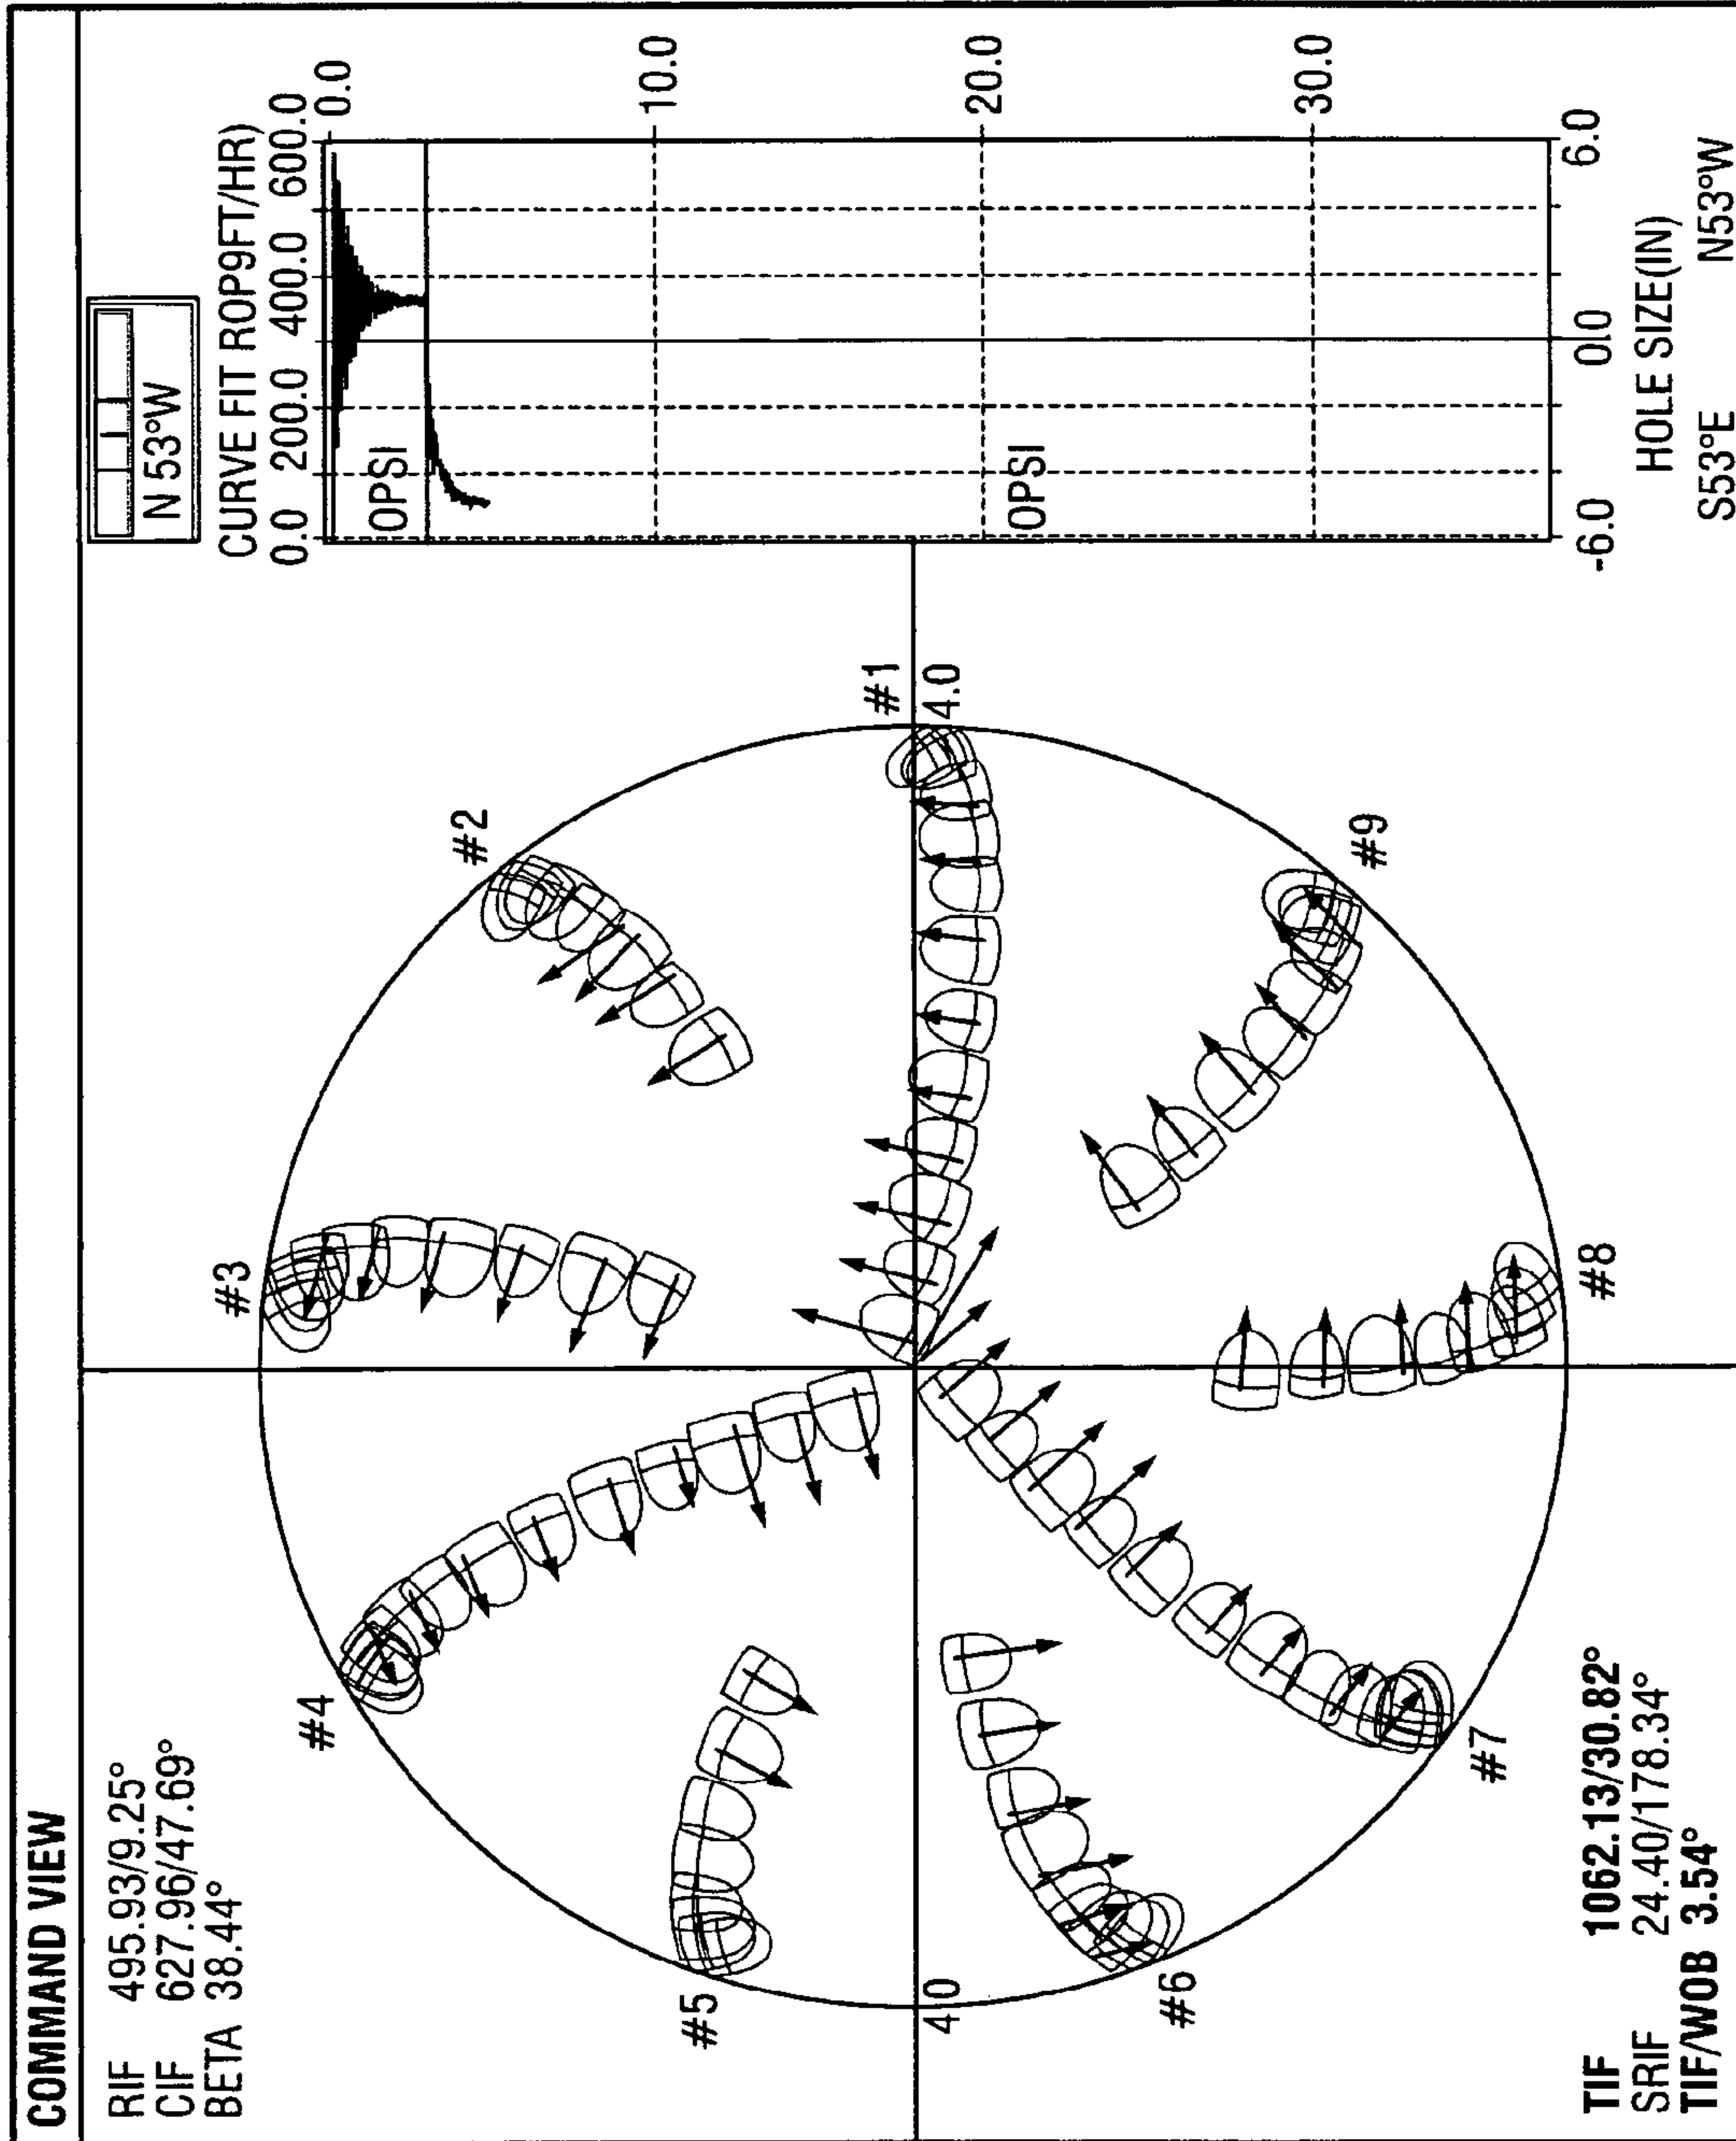 COMMAND VIEW
RIF 495.93/9.25°
CIF 627.96/47.69°
BETA 38.44°
#1
4.0
#2
#3
#4
#5
4 0
#6
#7
#8
#9
TIF 1062.13/30.82°
SRIF 24.40/178.34°
TIF/WOB 3.54°
N 53°W
CURVE FIT ROP9FT/HR)
0.0 200.0 400.0 600.0
0.0
OPSI
10.0
20.0
OPSI
30.0
-6.0 0.0 6.0
HOLE SIZE(IN)
S53°E N53°W